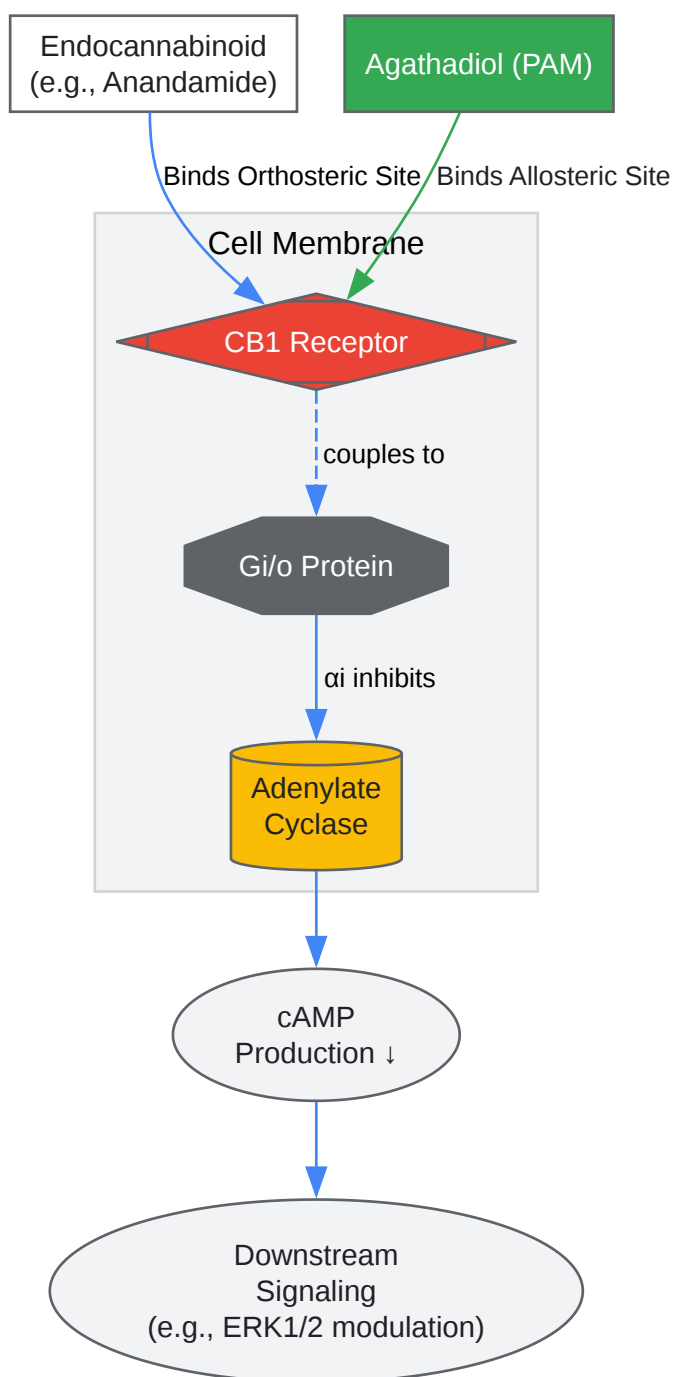 Endocannabinoid
(e.g., Anandamide)
Agathadiol (PAM)
Binds Orthosteric Site
Binds Allosteric Site
Cell Membrane
CB1 Receptor
couples to
Gi/o Protein
αi inhibits
Adenylate
Cyclase
cAMP
Production ↓
Downstream
Signaling
(e.g., ERK1/2 modulation)